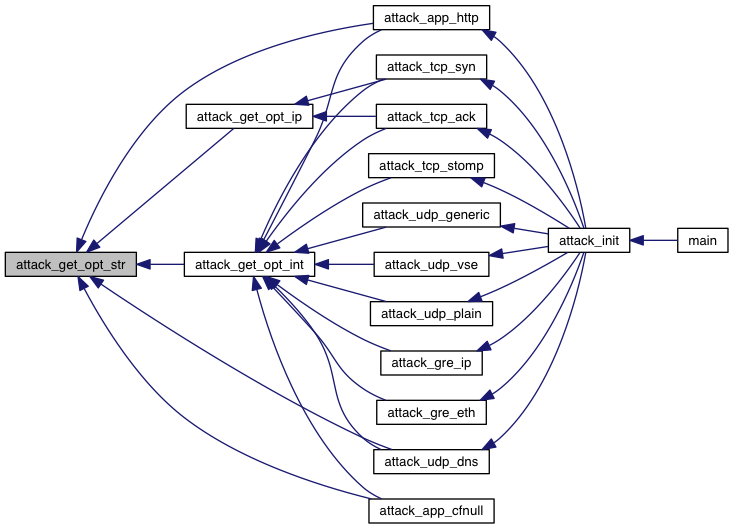 attack_app_http
attack_tcp_syn
attack_get_opt_ip
attack_tcp_ack
attack_tcp_stomp
attack_udp_generic
attack_init
main
attack_get_opt_str
attack_get_opt_int
attack_udp_vse
attack_udp_plain
attack_gre_ip
attack_gre_eth
attack_udp_dns
attack_app_cfnull